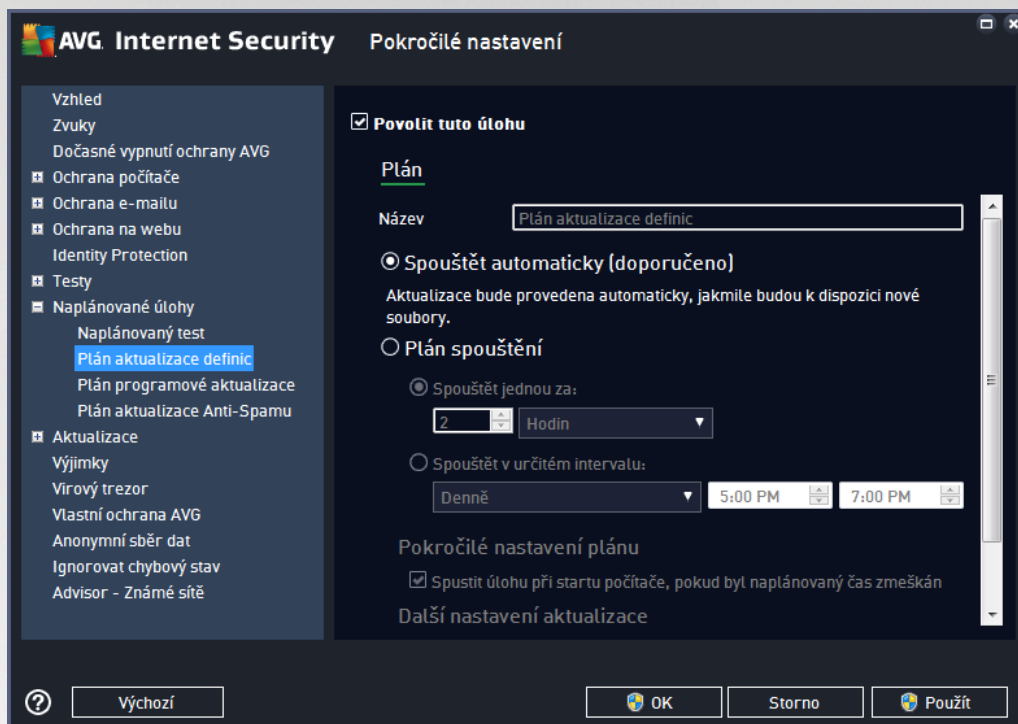 AVG. Internet Security
Pokročilé nastavení
Vzhled
Zvuky
Dočasné vypnutí ochrany AVG
Ochrana počítače
Ochrana e-mailu
Ochrana na webu
Identity Protection
Testy
Naplánované úlohy
Naplánovaný test
Plán aktualizace definic
Plán programové aktualizace
Plán aktualizace Anti-Spamu
Aktualizace
Výjimky
Virový trezor
Vlastní ochrana AVG
Anonymní sběr dat
Ignorovat chybový stav
Advisor - Známé sítě
Povolit tuto úlohu
Plán
Název
Plán aktualizace definic
Spouštět automaticky (doporučeno)
Aktualizace bude provedena automaticky, jakmile budou k dispozici nové
soubory.
Plán spouštění
Spouštět jednou za:
2 Hodin
Spouštět v určitém intervalu:
Denně 5:00 PM 7:00 PM
Pokročilé nastavení plánu
Spustit úlohu při startu počítače, pokud byl naplánovaný čas zmeškán
Další nastavení aktualizace
? Výchozí OK Storno Použít